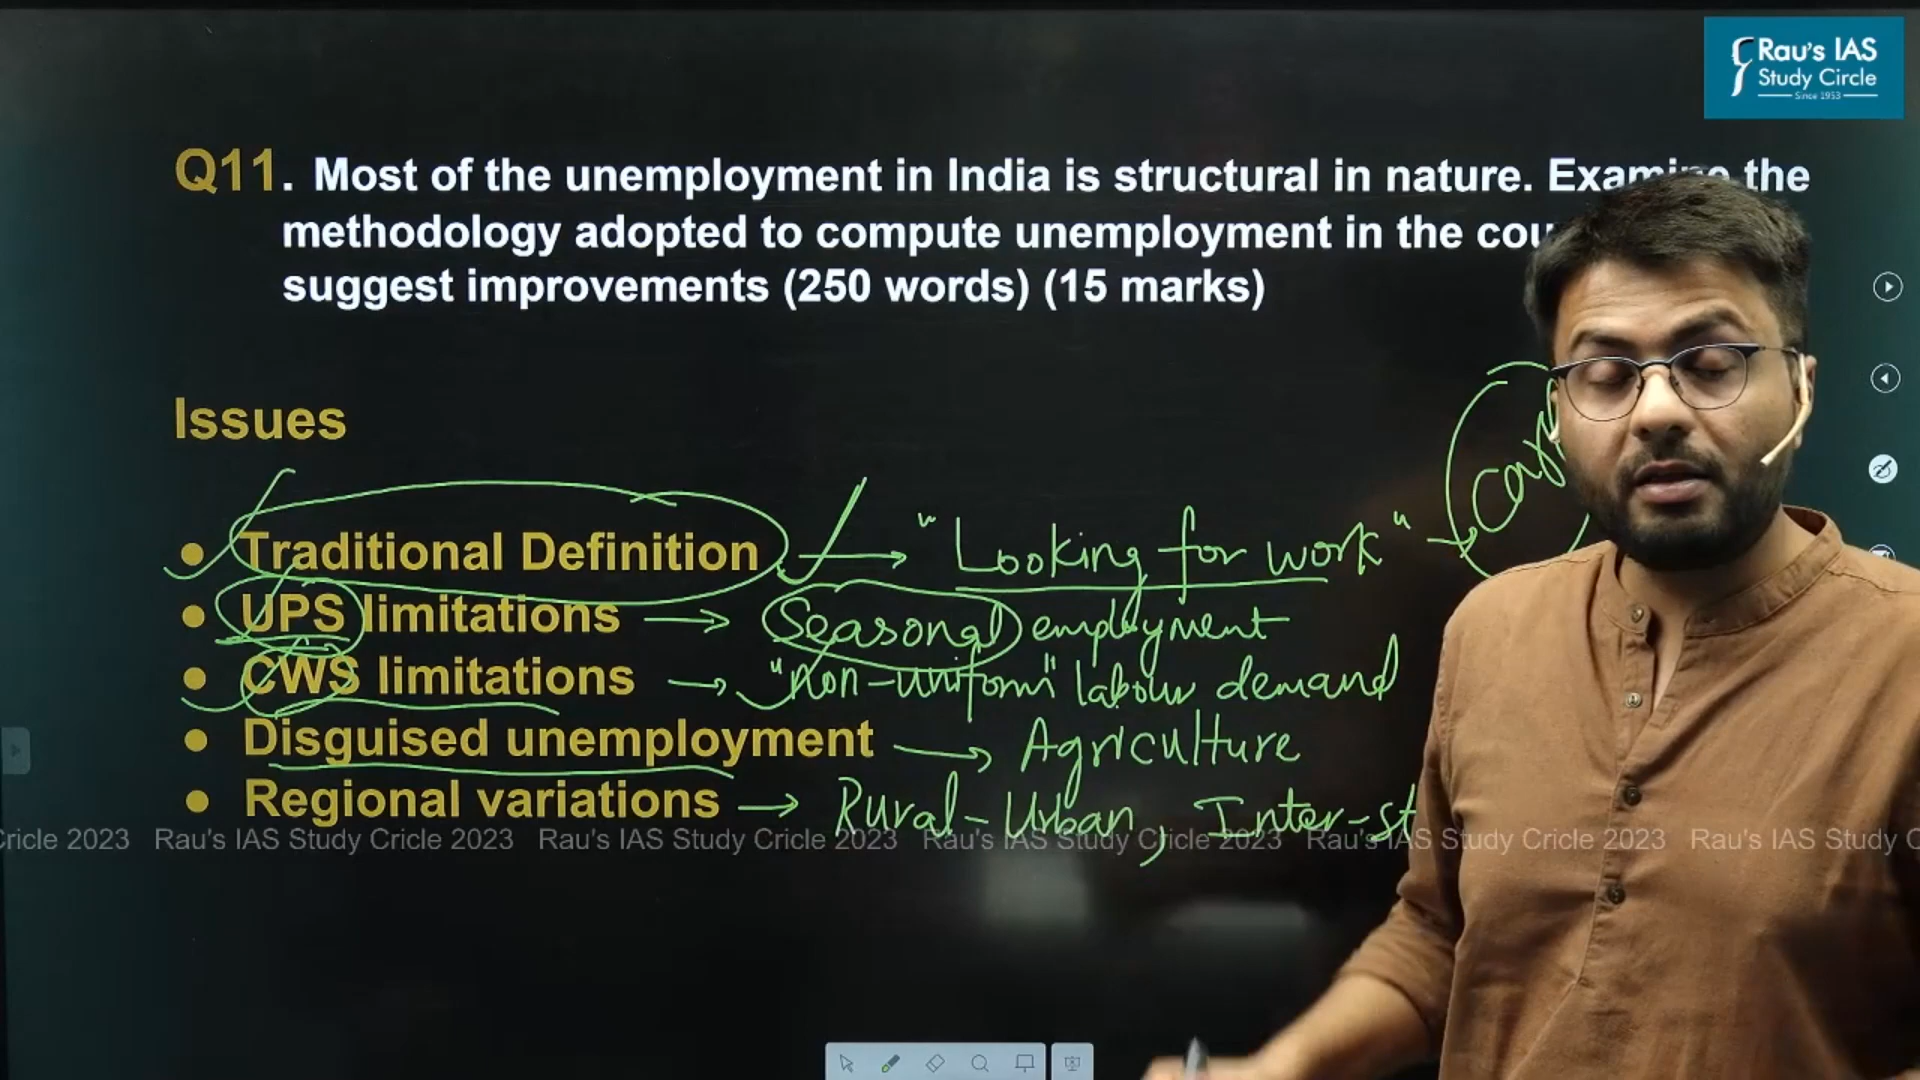 Rau's IAS
Study Circle
Since 1953
Q11. Most of the unemployment in India is structural in nature. Examine the
methodology adopted to compute unemployment in the
suggest improvements (250 words) (15 marks)
Issues
• Traditional Definition → "Looking for work" →
• UPS limitations → Seasonal employment
• CWS limitations → "non-uniform" labour demand
• Disguised unemployment → Agriculture
• Regional variations → Rural-Urban, Inter-st
Cricle 2023 Rau's IAS Study Cricle 2023 Rau's IAS Study Cricle 2023 Rau's IAS Study Cricle 2023 Rau's IAS Study Cricle 2023 Rau's IAS Study C